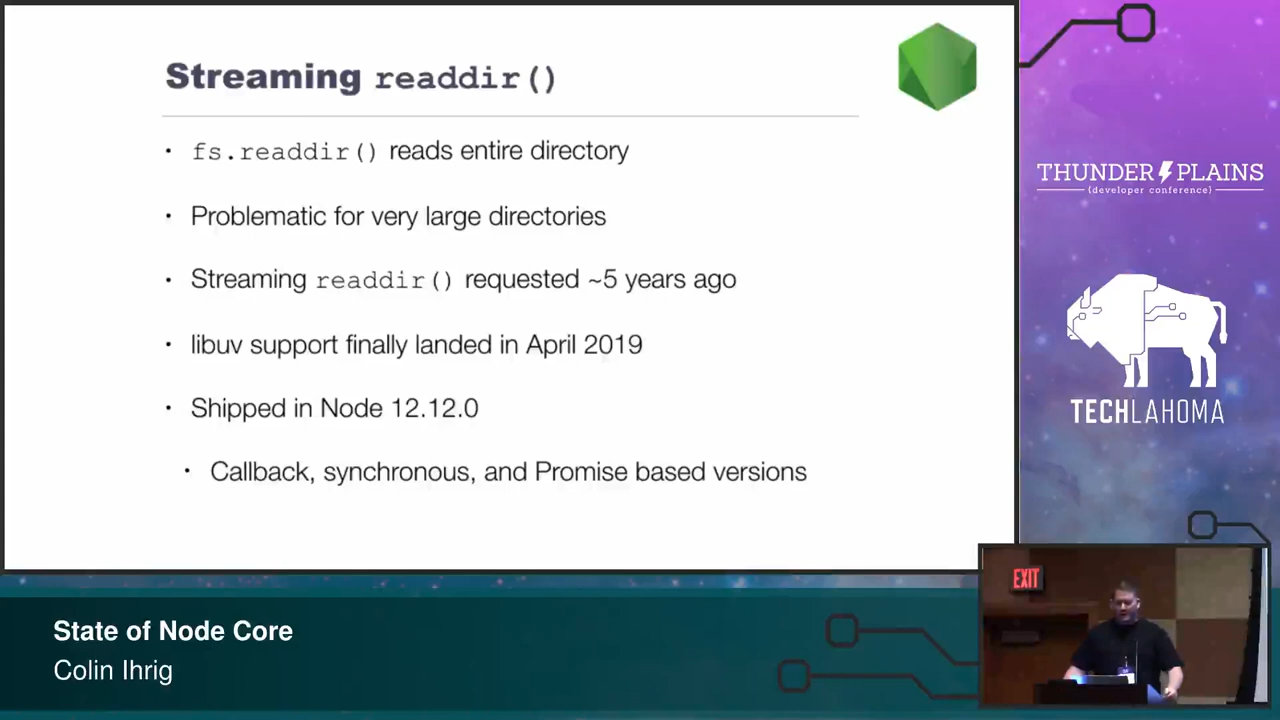 Streaming readdir()
• fs.readdir() reads entire directory
• Problematic for very large directories
• Streaming readdir() requested ~5 years ago
• libuv support finally landed in April 2019
• Shipped in Node 12.12.0
• Callback, synchronous, and Promise based versions
THUNDER PLAINS
{developer conference}
TECHLAHOMA
EXIT
State of Node Core
Colin Ihrig